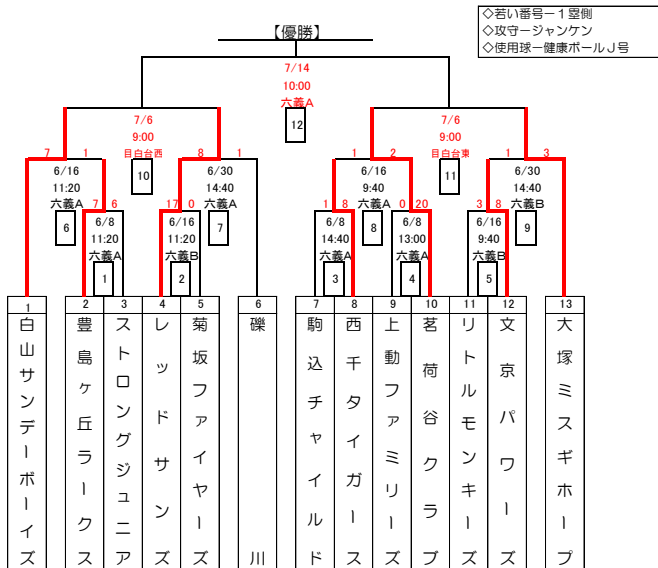 ◇若い番号－１塁側
◇攻守－ジャンケン
◇使用球－健康ボールＪ号
【優勝】
7/14
10:00
六義A
12
7/6
9:00
目白台西
10
7/6
9:00
目白台東
11
7 1
6/16
11:20
六義A
6
8 1
6/30
14:40
六義A
7
1 2
6/16
9:40
六義A
8
1 3
6/30
14:40
六義B
9
7 6
6/8
11:20
六義A
1
17 0
6/16
11:20
六義B
2
1 8
6/8
14:40
六義A
3
0 20
6/8
13:00
六義A
4
3 8
6/16
9:40
六義B
5
1 2 3 4 5 6 7 8 9 10 11 12 13
白山サンデーボーイズ
豊島ヶ丘ラークス
ストロングジュニア
レッドサンズ
菊坂ファイヤーズ
礫川
駒込チャイルド
西千タイガース
上動ファミリーズ
茗荷谷クラブ
リトルモンキーズ
文京パワーズ
大塚ミスギホープ